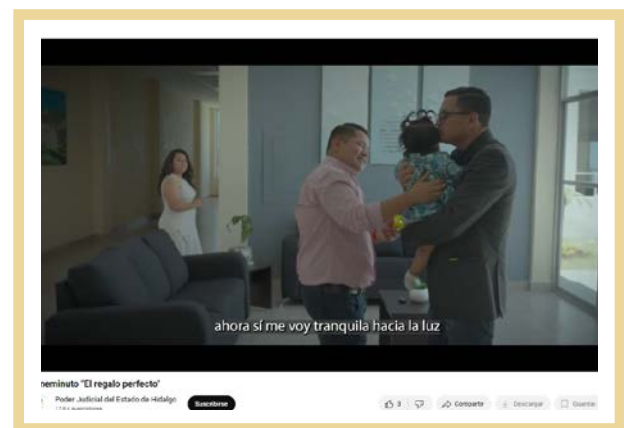 ahora sí me voy tranquila hacia la luz
neminuto "El regalo perfecto"
Poder Judicial del Estado de Hidalgo
Suscribirse
3
Compartir
Descargar
Guardar